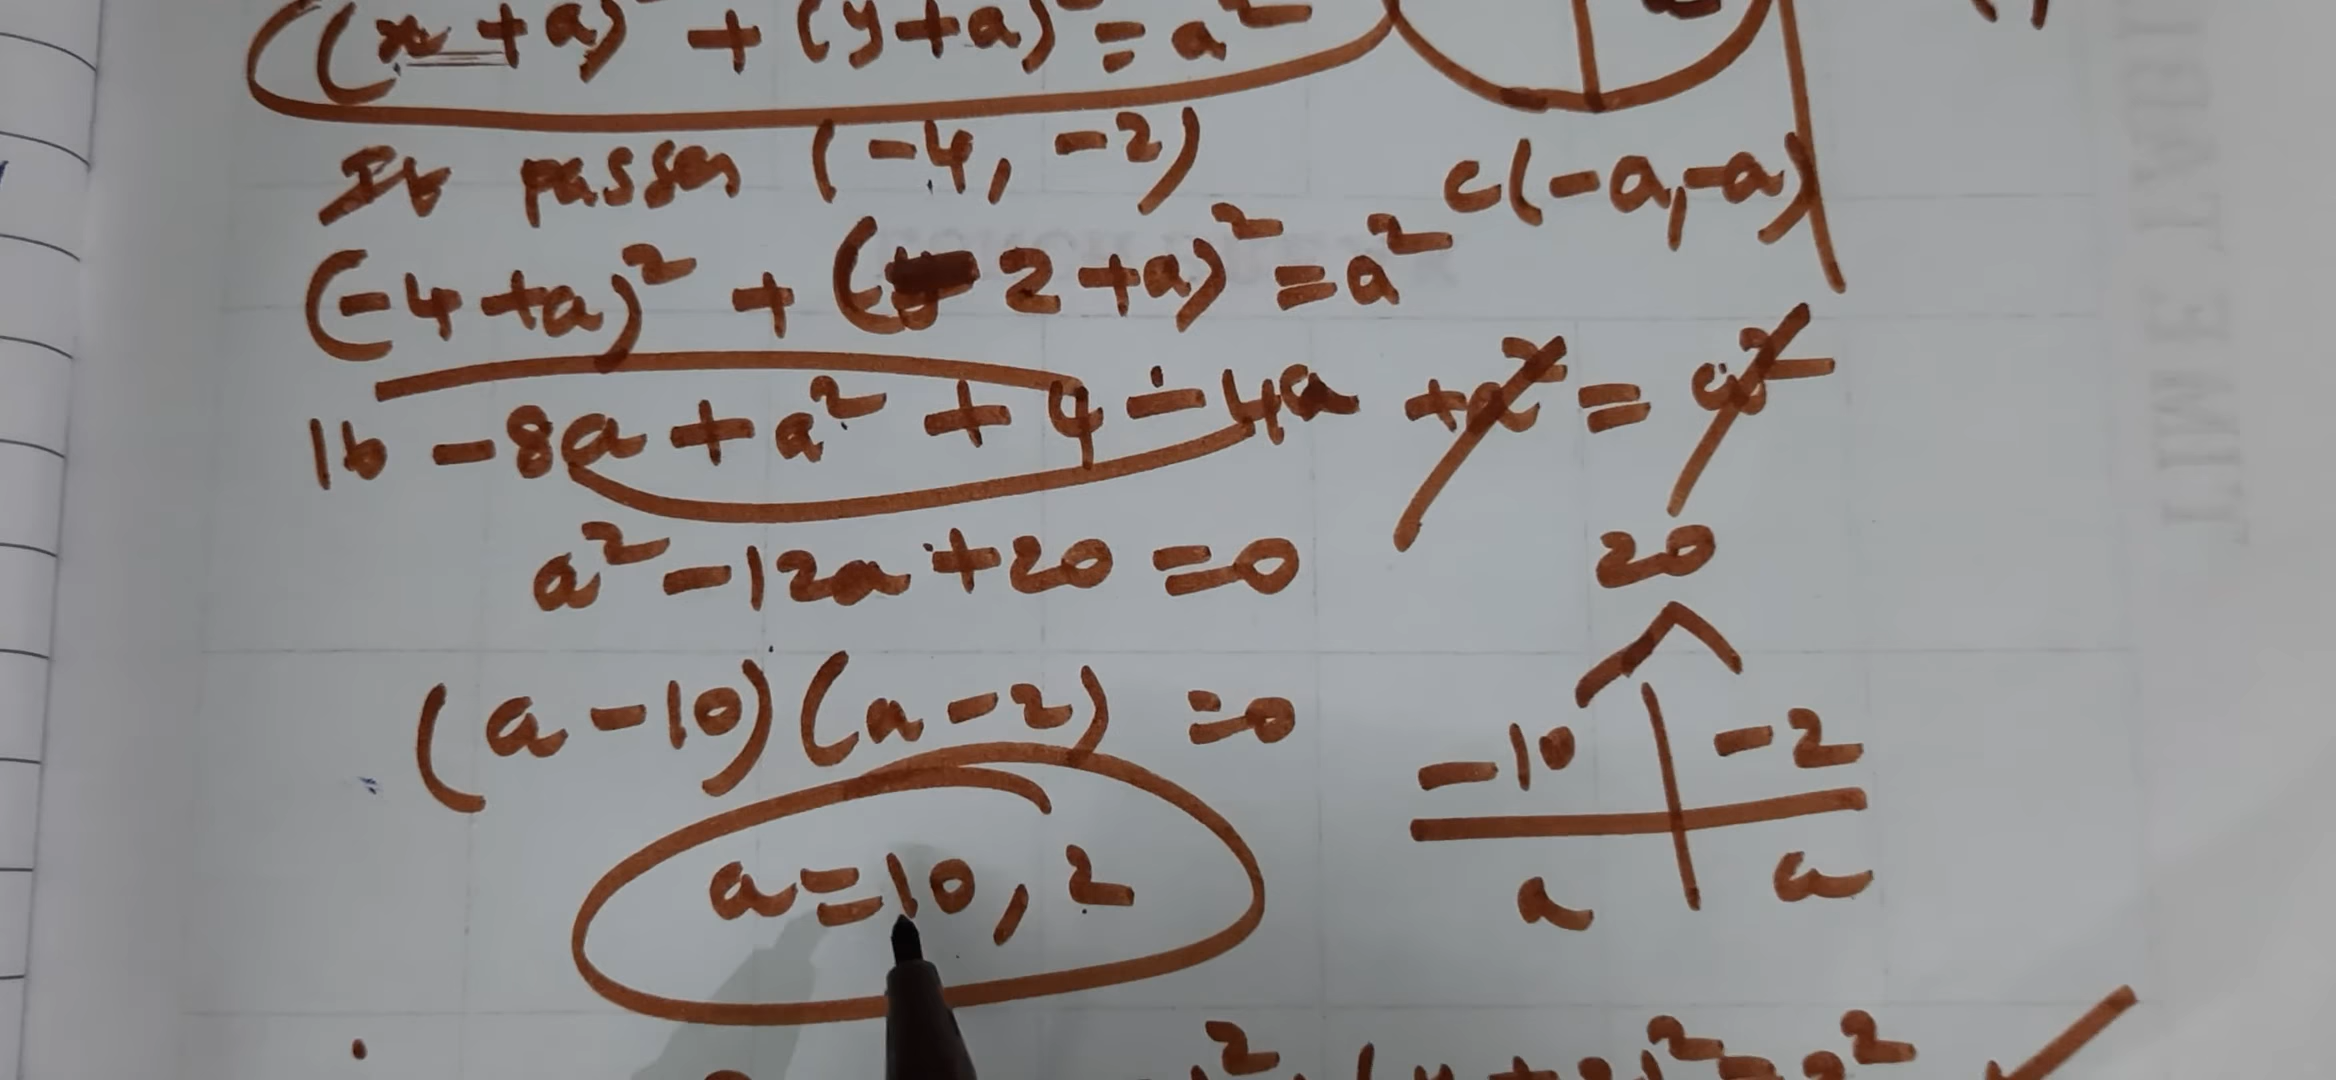 (x+a)² + (y+a)² = a²
It passes (-4, -2)
c(-a,-a)
(-4+a)² + (-2+a)² = a²
16 -8a + a² + 4 - 4a + a² = a²
a² -12a +20 =0
20
(a-10)(a-2) =0
-10 -2
a a
a=10, 2